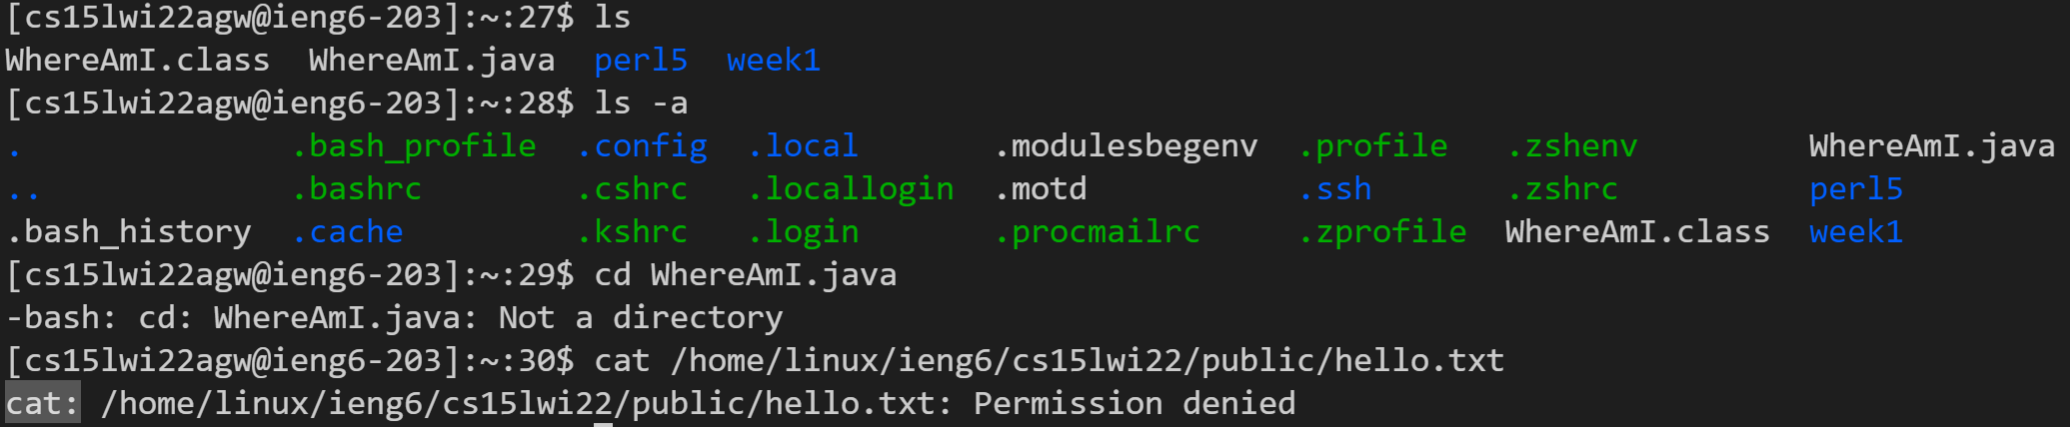 [cs15lwi22agw@ieng6-203]:~:27$ ls
WhereAmI.class  WhereAmI.java  perl5  week1
[cs15lwi22agw@ieng6-203]:~:28$ ls -a
.              .bash_profile  .config  .local       .modulesbegenv  .profile   .zshenv         WhereAmI.java
..             .bashrc        .cshrc   .locallogin  .motd           .ssh       .zshrc          perl5
.bash_history  .cache         .kshrc   .login       .procmailrc     .zprofile  WhereAmI.class  week1
[cs15lwi22agw@ieng6-203]:~:29$ cd WhereAmI.java
-bash: cd: WhereAmI.java: Not a directory
[cs15lwi22agw@ieng6-203]:~:30$ cat /home/linux/ieng6/cs15lwi22/public/hello.txt
cat: /home/linux/ieng6/cs15lwi22/public/hello.txt: Permission denied